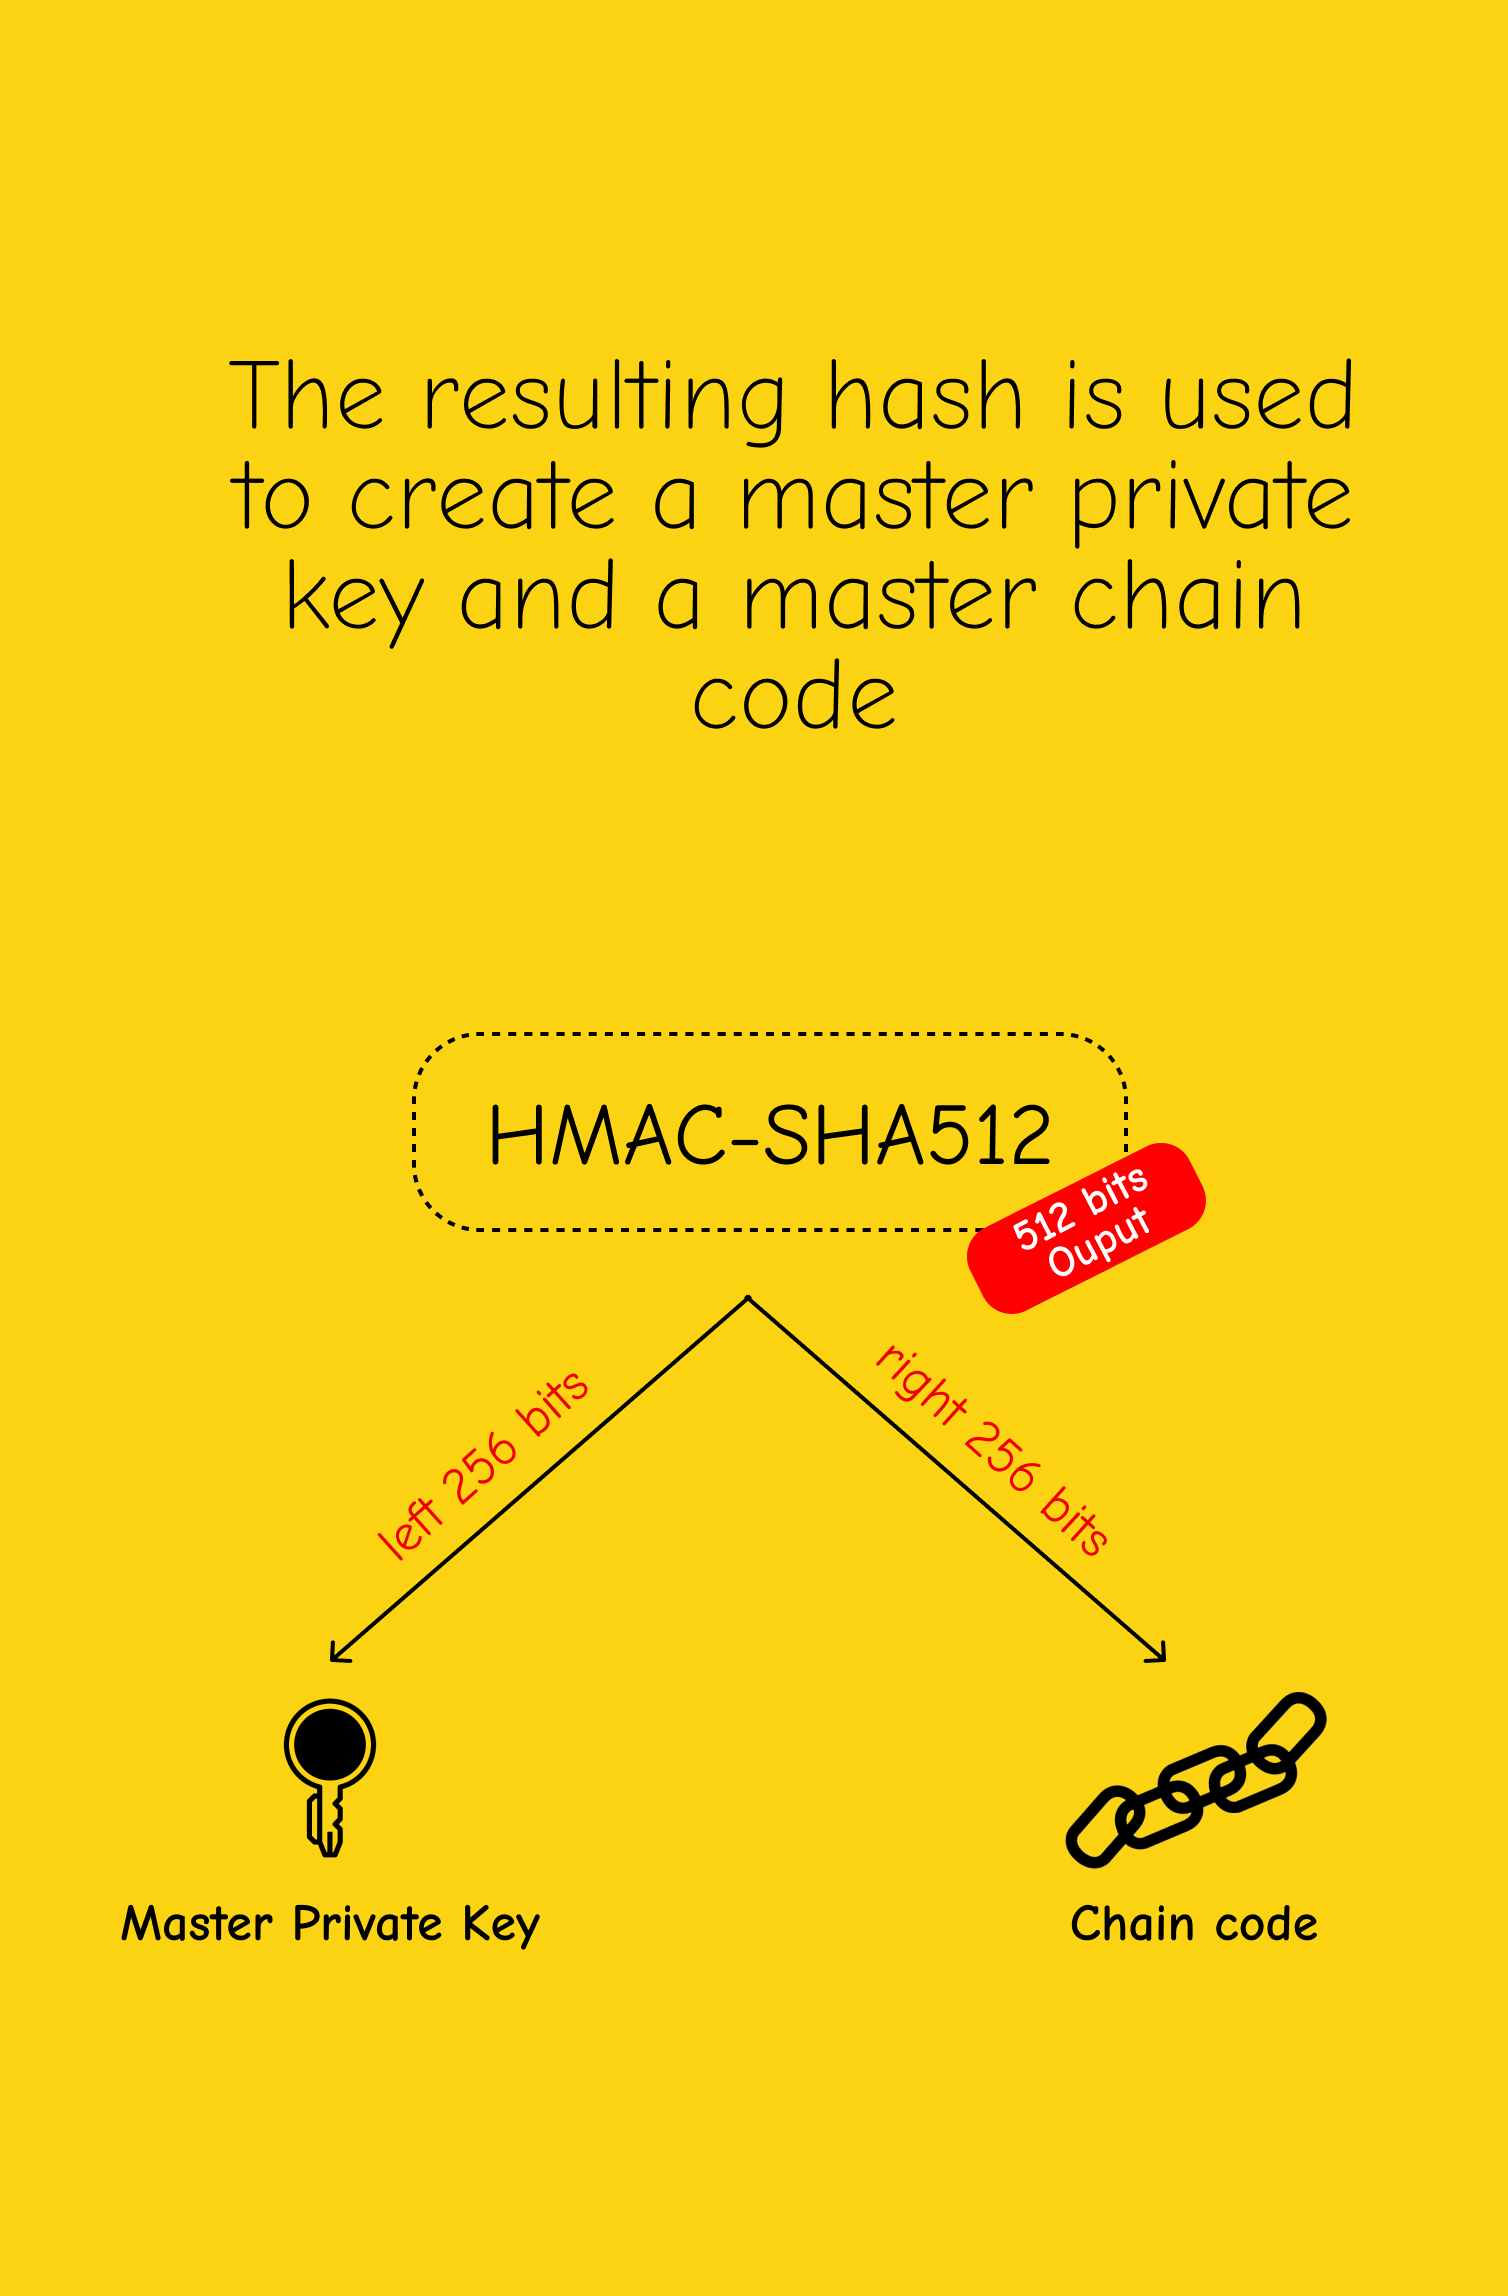 The resulting hash is used
to create a master private
key and a master chain
code
HMAC-SHA512
512 bits
Ouput
left 256 bits
right 256 bits
Master Private Key
Chain code